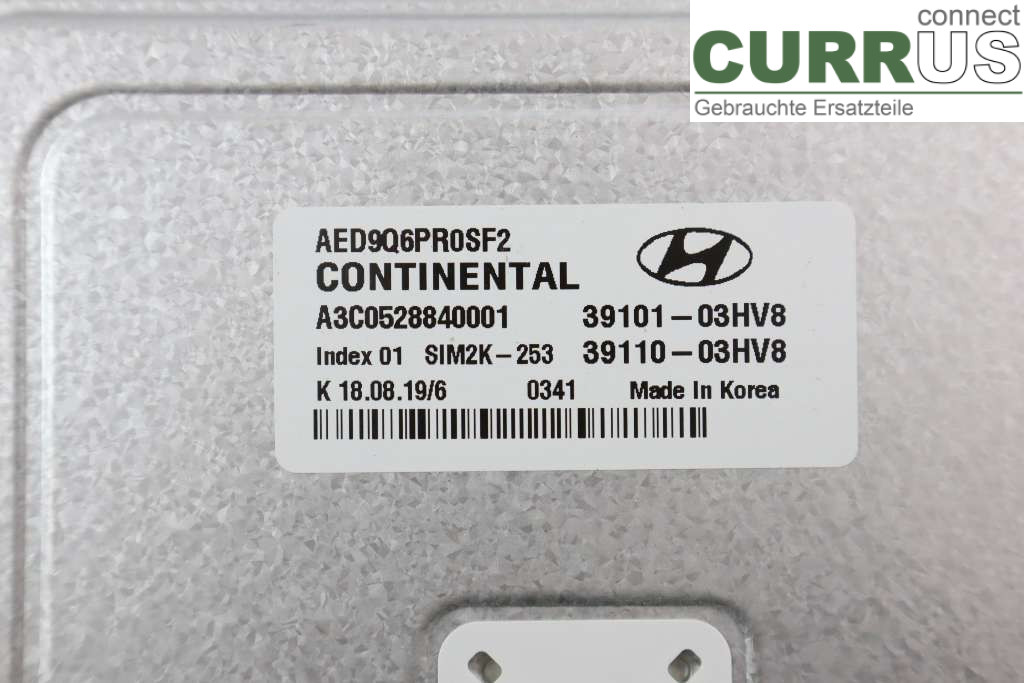 connect
CURRUS
Gebrauchte Ersatzteile
AED9Q6PR0SF2
CONTINENTAL
A3C0528840001 39101-03HV8
Index 01 SIM2K-253 39110-03HV8
K 18.08.19/6 0341 Made In Korea